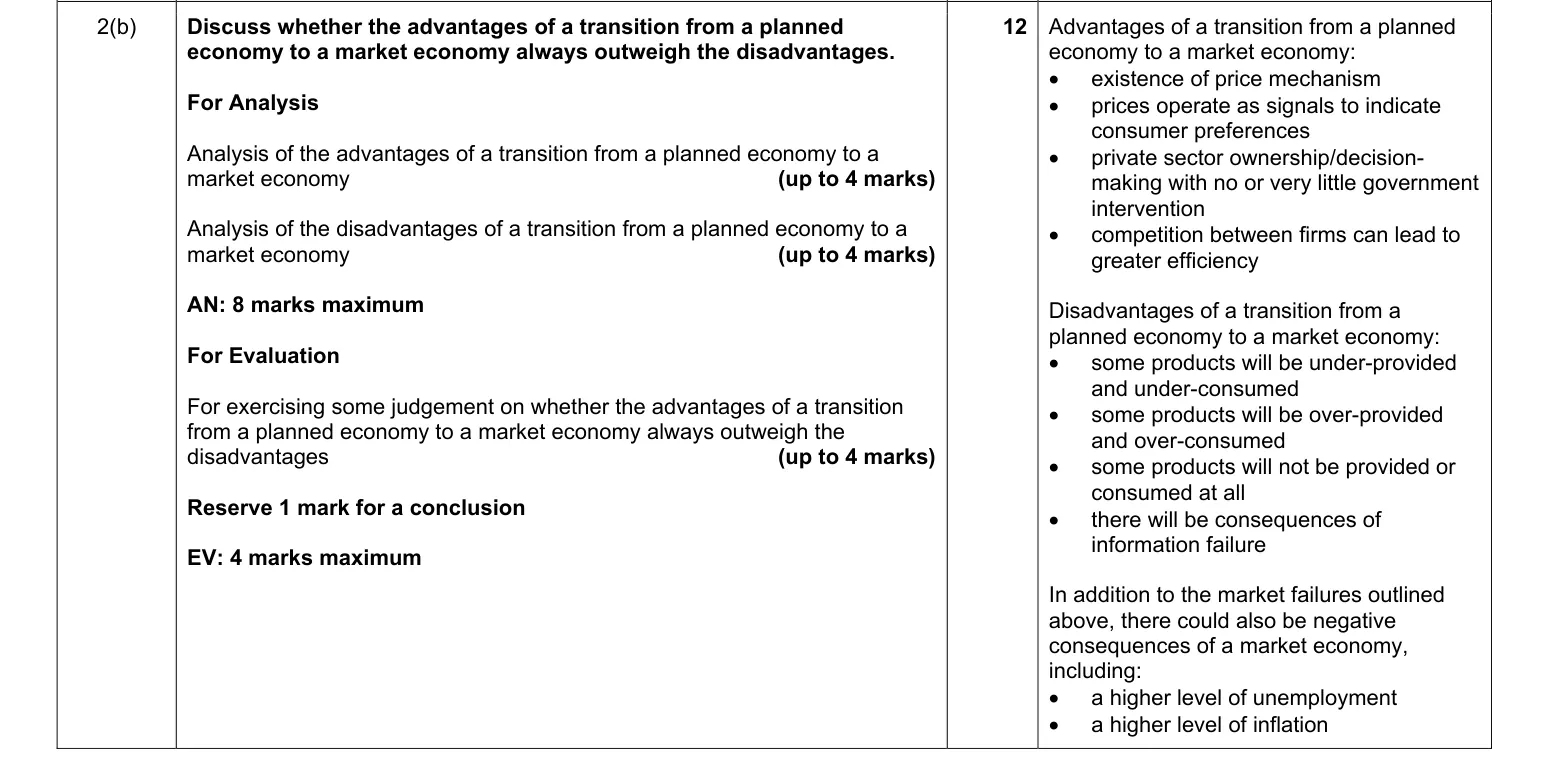 2(b)
Discuss whether the advantages of a transition from a planned
economy to a market economy always outweigh the disadvantages.
For Analysis
Analysis of the advantages of a transition from a planned economy to a
market economy (up to 4 marks)
Analysis of the disadvantages of a transition from a planned economy to a
market economy (up to 4 marks)
AN: 8 marks maximum
For Evaluation
For exercising some judgement on whether the advantages of a transition
from a planned economy to a market economy always outweigh the
disadvantages (up to 4 marks)
Reserve 1 mark for a conclusion
EV: 4 marks maximum
12
Advantages of a transition from a planned
economy to a market economy:
• existence of price mechanism
• prices operate as signals to indicate
consumer preferences
• private sector ownership/decision-
making with no or very little government
intervention
• competition between firms can lead to
greater efficiency
Disadvantages of a transition from a
planned economy to a market economy:
• some products will be under-provided
and under-consumed
• some products will be over-provided
and over-consumed
• some products will not be provided or
consumed at all
• there will be consequences of
information failure
In addition to the market failures outlined
above, there could also be negative
consequences of a market economy,
including:
• a higher level of unemployment
• a higher level of inflation